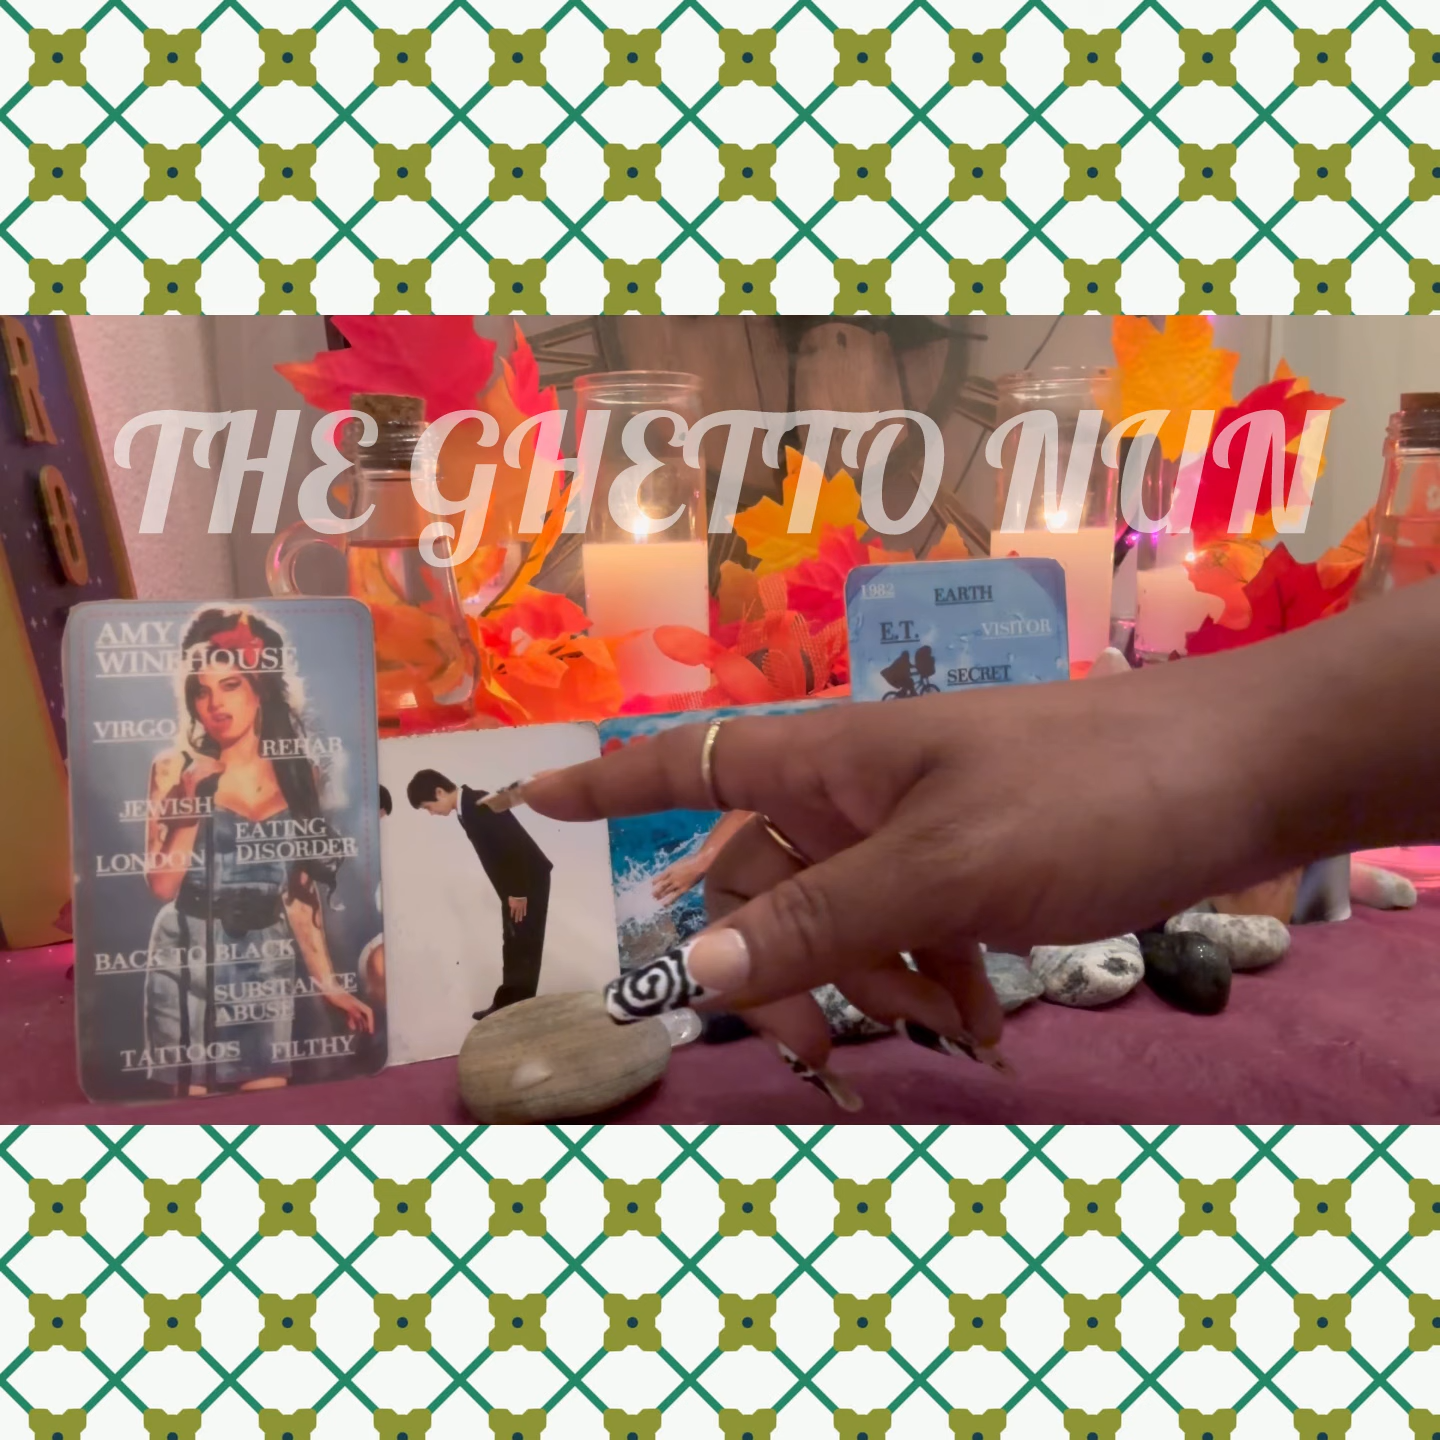 THE GHETTO NUN
R
O
AMY
WINEHOUSE
VIRGO
REHAB
JEWISH
EATING
DISORDER
LONDON
BACK TO BLACK
SUBSTANCE
ABUSE
TATTOOS FILTHY
1982 EARTH
E.T. VISITOR
SECRET